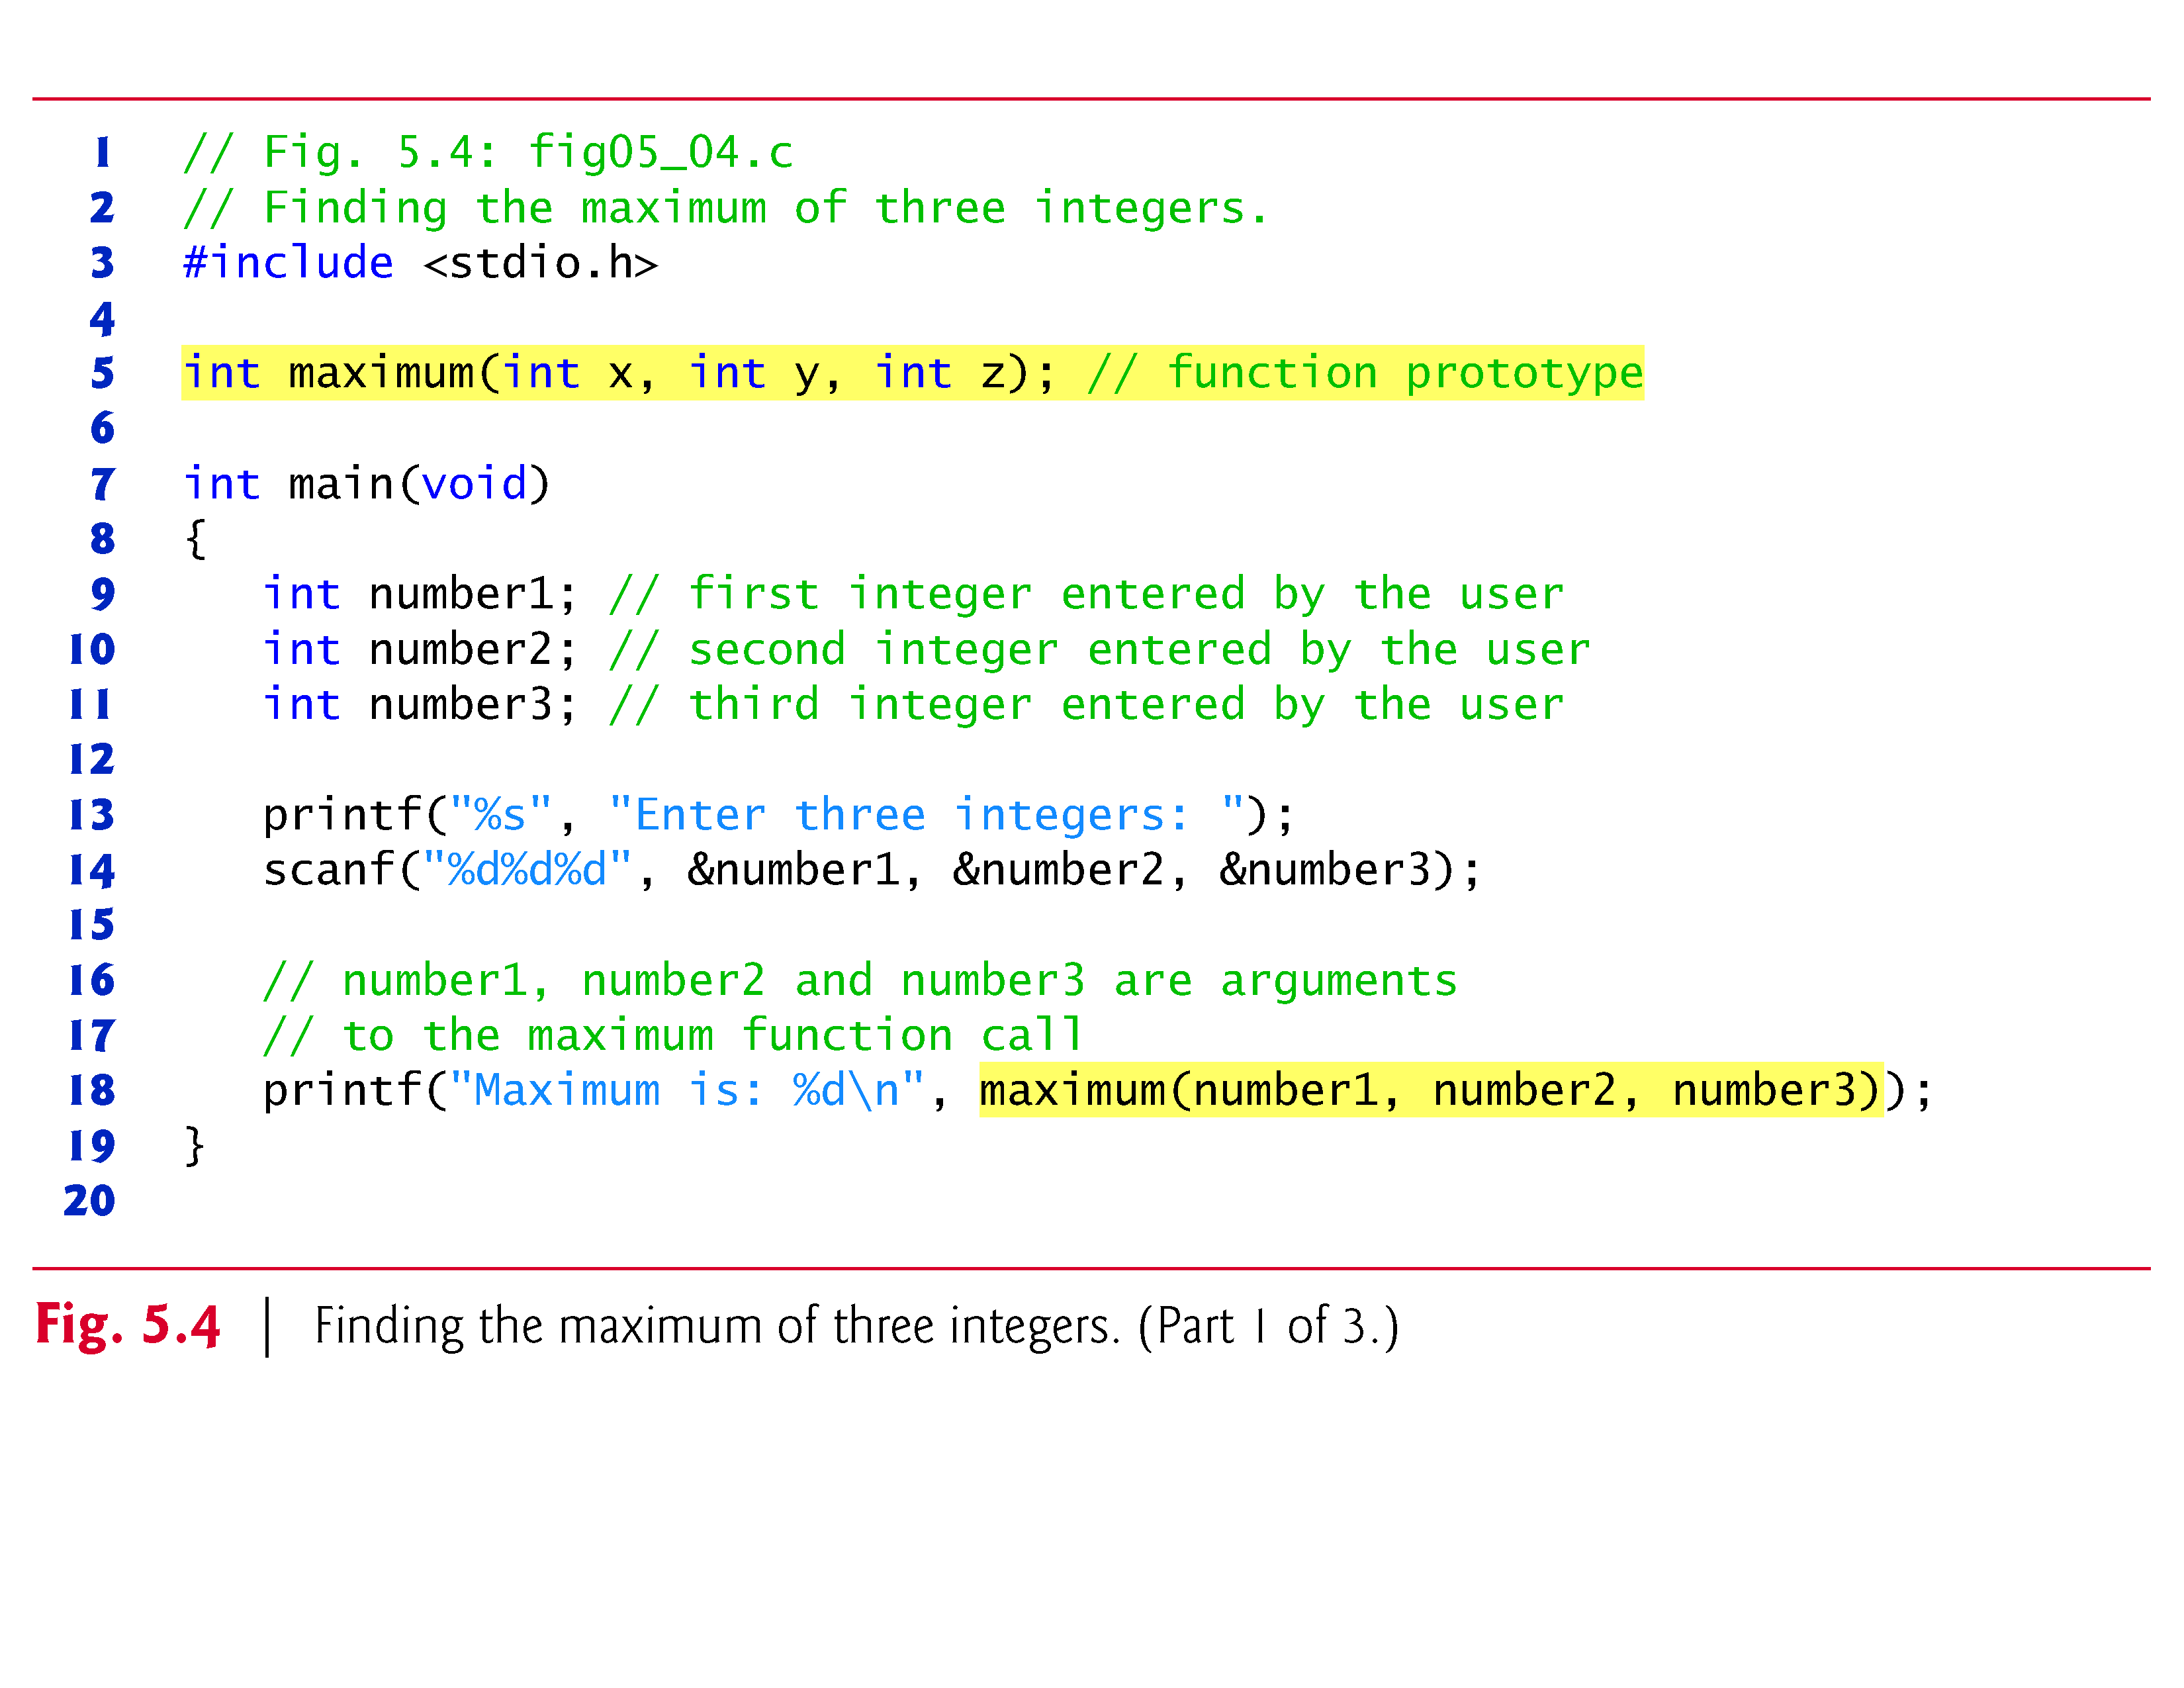 1 // Fig. 5.4: fig05_04.c
2 // Finding the maximum of three integers.
3 #include <stdio.h>
4
5 int maximum(int x, int y, int z); // function prototype
6
7 int main(void)
8 {
9    int number1; // first integer entered by the user
10    int number2; // second integer entered by the user
11    int number3; // third integer entered by the user
12
13    printf("%s", "Enter three integers: ");
14    scanf("%d%d%d", &number1, &number2, &number3);
15
16    // number1, number2 and number3 are arguments
17    // to the maximum function call
18    printf("Maximum is: %d\n", maximum(number1, number2, number3));
19 }
20
Fig. 5.4 | Finding the maximum of three integers. (Part 1 of 3.)